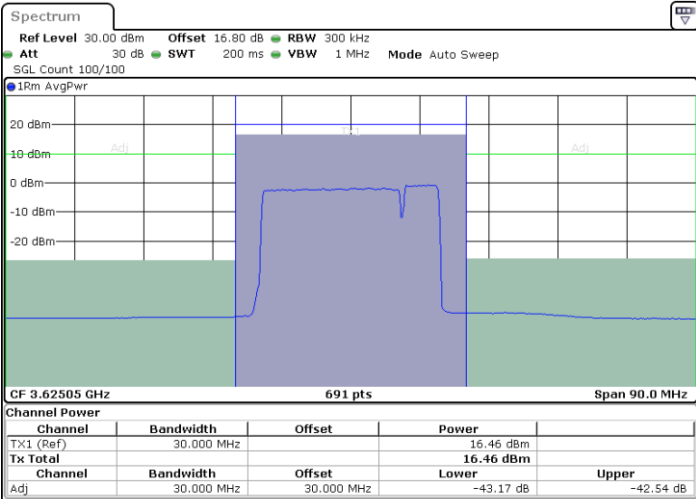 Spectrum
Ref Level 30.00 dBm Offset 16.80 dB RBW 300 kHz
Att 30 dB SWT 200 ms VBW 1 MHz Mode Auto Sweep
SGL Count 100/100
1Rm AvgPwr
20 dBm
TX1
Adj Adj
10 dBm
0 dBm
-10 dBm
-20 dBm
CF 3.62505 GHz 691 pts Span 90.0 MHz
Channel Power
Channel Bandwidth Offset Power
TX1 (Ref) 30.000 MHz 16.46 dBm
Tx Total 16.46 dBm
Channel Bandwidth Offset Lower Upper
Adj 30.000 MHz 30.000 MHz -43.17 dB -42.54 dB